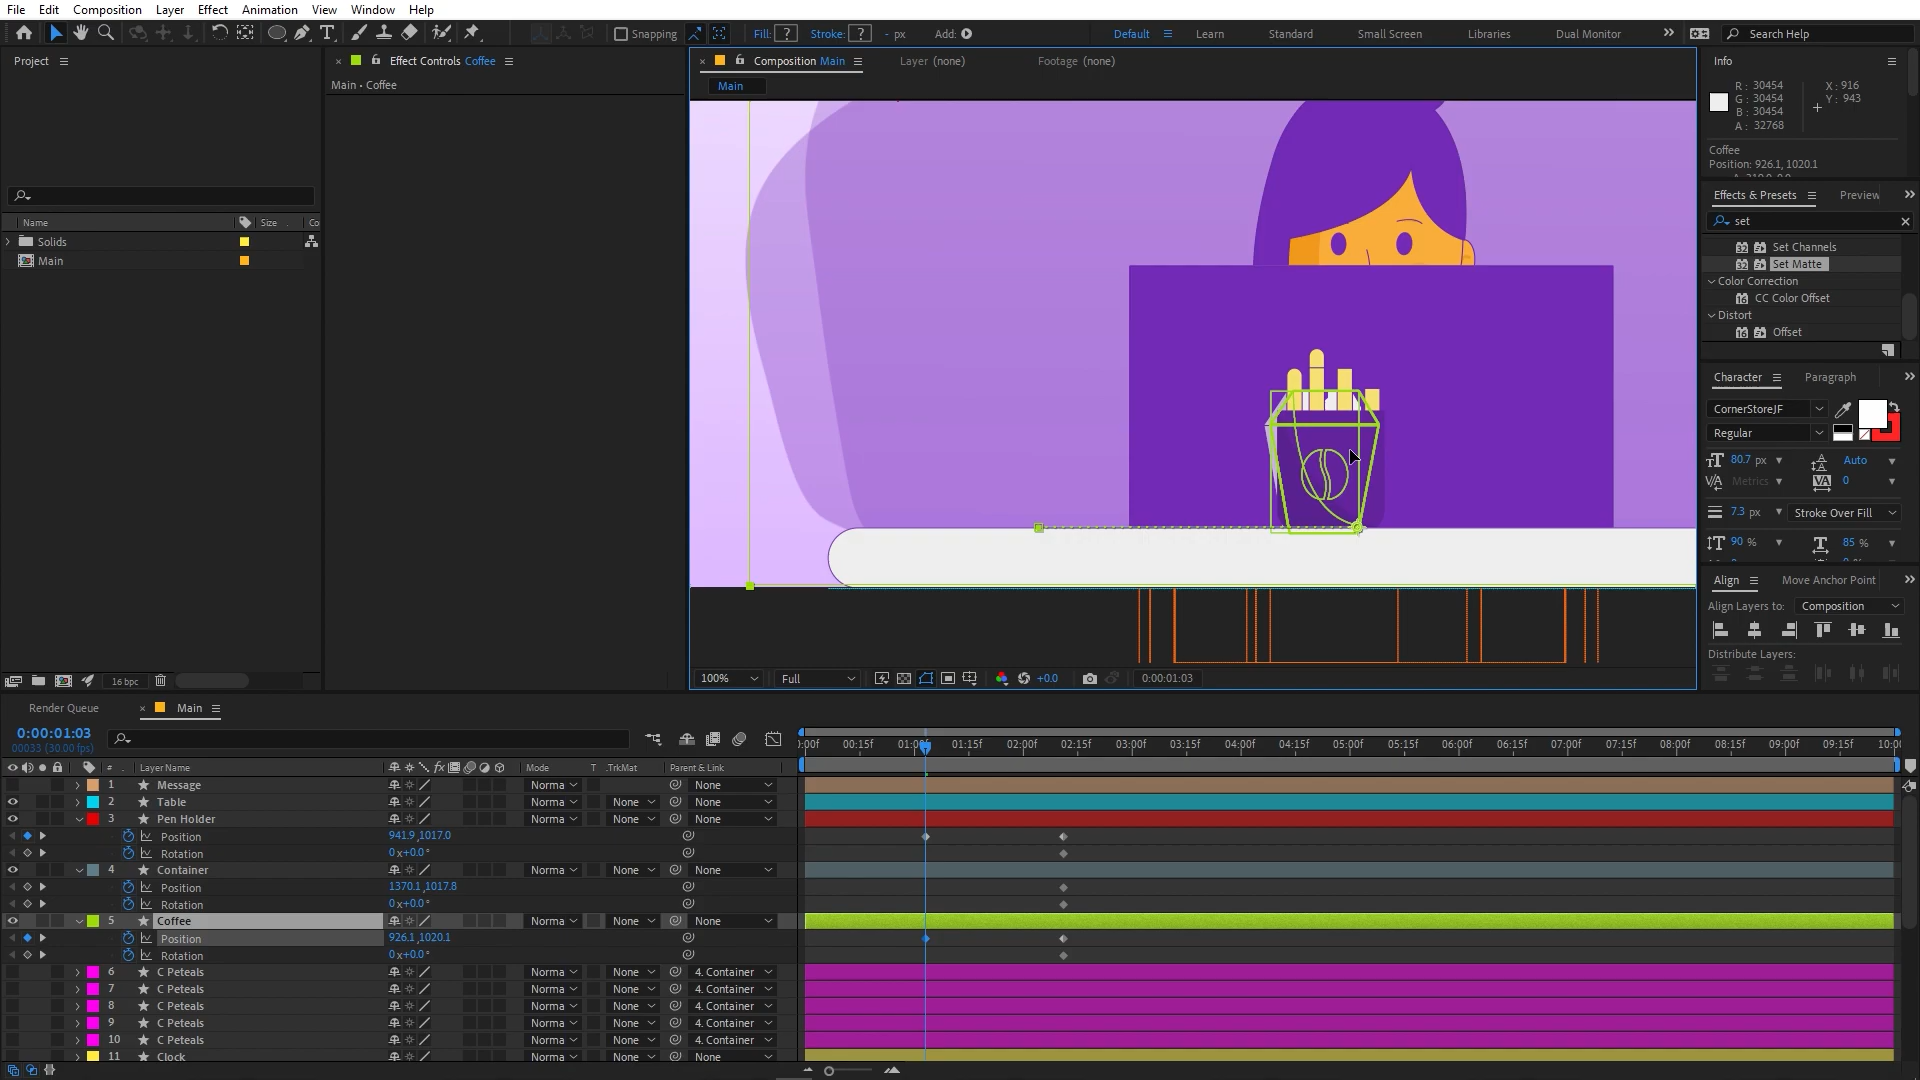 File Edit Composition Layer Effect Animation View Window Help
Snapping Fill: ? Stroke: ? - px Add: Default Learn Standard Small Screen Libraries Dual Monitor Search Help
Project
Effect Controls Coffee
Main • Coffee
Composition Main Layer (none) Footage (none)
Main
Info
R: 30454
G: 30454
B: 30454
A: 32768
X: 916
Y: 943
Coffee
Position: 926.1, 1020.1
Effects & Presets Preview
set
Set Channels
Set Matte
Color Correction
CC Color Offset
Distort
Offset
Character Paragraph
CornerStoreJF
Regular
80.7 px Auto
Metrics 0
7.3 px Stroke Over Fill
90 % 85 %
Align Move Anchor Point
Align Layers to: Composition
Distribute Layers:
Name Size Co
Solids
Main
16 bpc
100% Full +0.0 0:00:01:03
Render Queue Main
0:00:01:03
00033 (30.00 fps)
:00f 00:15f 01:00f 01:15f 02:00f 02:15f 03:00f 03:15f 04:00f 04:15f 05:00f 05:15f 06:00f 06:15f 07:00f 07:15f 08:00f 08:15f 09:00f 09:15f 10:0
# Layer Name Mode T .TrkMat Parent & Link
1 Message Norma None
2 Table Norma None None
3 Pen Holder Norma None None
Position 941.9,1017.0
Rotation 0x+0.0°
4 Container Norma None None
Position 1370.1,1017.8
Rotation 0x+0.0°
5 Coffee Norma None None
Position 926.1,1020.1
Rotation 0x+0.0°
6 C Peteals Norma None 4. Container
7 C Peteals Norma None 4. Container
8 C Peteals Norma None 4. Container
9 C Peteals Norma None 4. Container
10 C Peteals Norma None 4. Container
11 Clock Norma None None